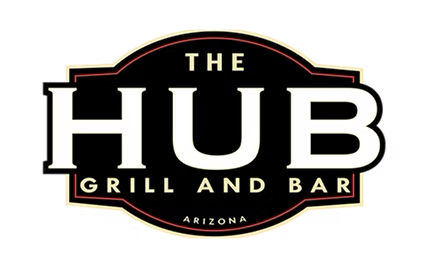 THE
HUB
GRILL AND BAR
ARIZONA